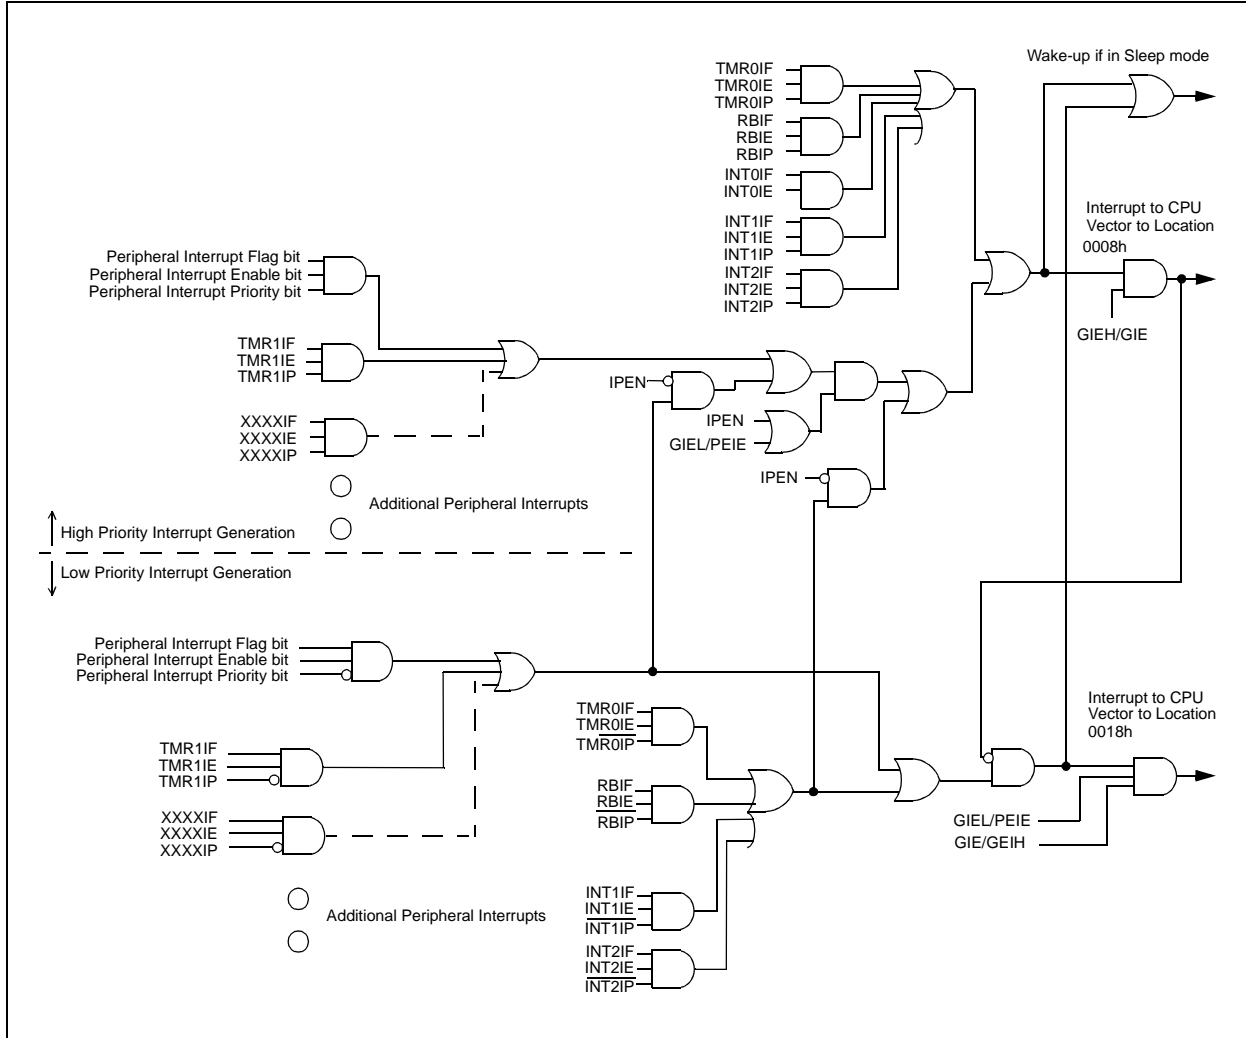 Wake-up if in Sleep mode
TMR0IF
TMR0IE
TMR0IP
RBIF
RBIE
RBIP
INT0IF
INT0IE
INT1IF
INT1IE
INT1IP
INT2IF
INT2IE
INT2IP
Interrupt to CPU
Vector to Location
0008h
GIEH/GIE
Peripheral Interrupt Flag bit
Peripheral Interrupt Enable bit
Peripheral Interrupt Priority bit
TMR1IF
TMR1IE
TMR1IP
XXXXIF
XXXXIE
XXXXIP
IPEN
IPEN
GIEL/PEIE
IPEN
Additional Peripheral Interrupts
High Priority Interrupt Generation
Low Priority Interrupt Generation
Peripheral Interrupt Flag bit
Peripheral Interrupt Enable bit
Peripheral Interrupt Priority bit
TMR1IF
TMR1IE
TMR1IP
XXXXIF
XXXXIE
XXXXIP
Additional Peripheral Interrupts
TMR0IF
TMR0IE
TMR0IP
RBIF
RBIE
RBIP
INT1IF
INT1IE
INT1IP
INT2IF
INT2IE
INT2IP
Interrupt to CPU
Vector to Location
0018h
GIEL/PEIE
GIE/GEIH